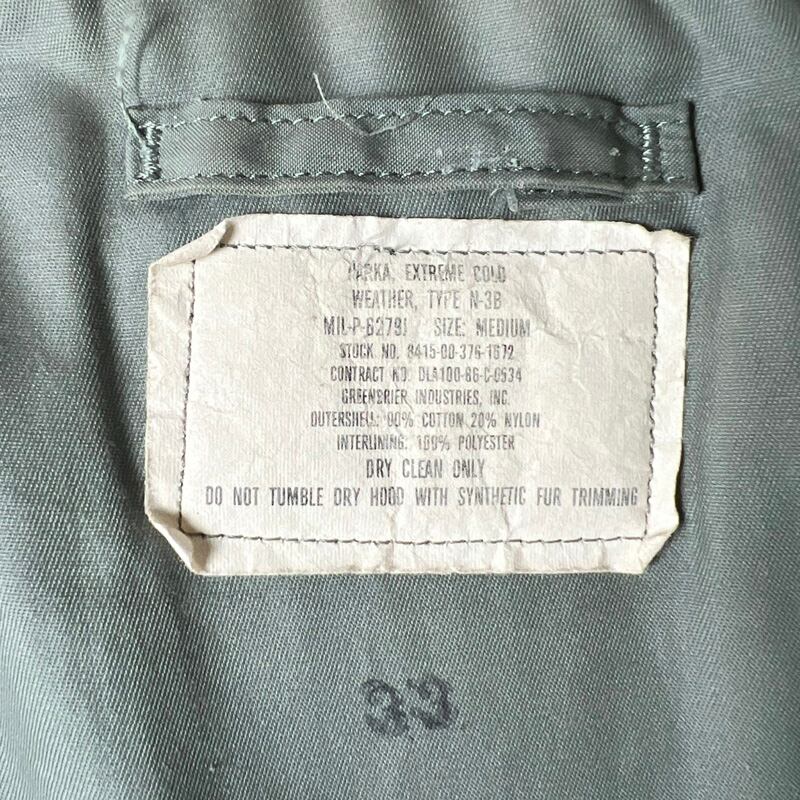 PARKA, EXTREME COLD
WEATHER, TYPE N-3B
MIL-P-6279I / SIZE: MEDIUM
STOCK NO. 8415-00-376-1672
CONTRACT NO. DLA100-86-C-0534
GREENBRIER INDUSTRIES, INC.
OUTERSHELL: 80% COTTON 20% NYLON
INTERLINING: 100% POLYESTER
DRY CLEAN ONLY
DO NOT TUMBLE DRY HOOD WITH SYNTHETIC FUR TRIMMING
33